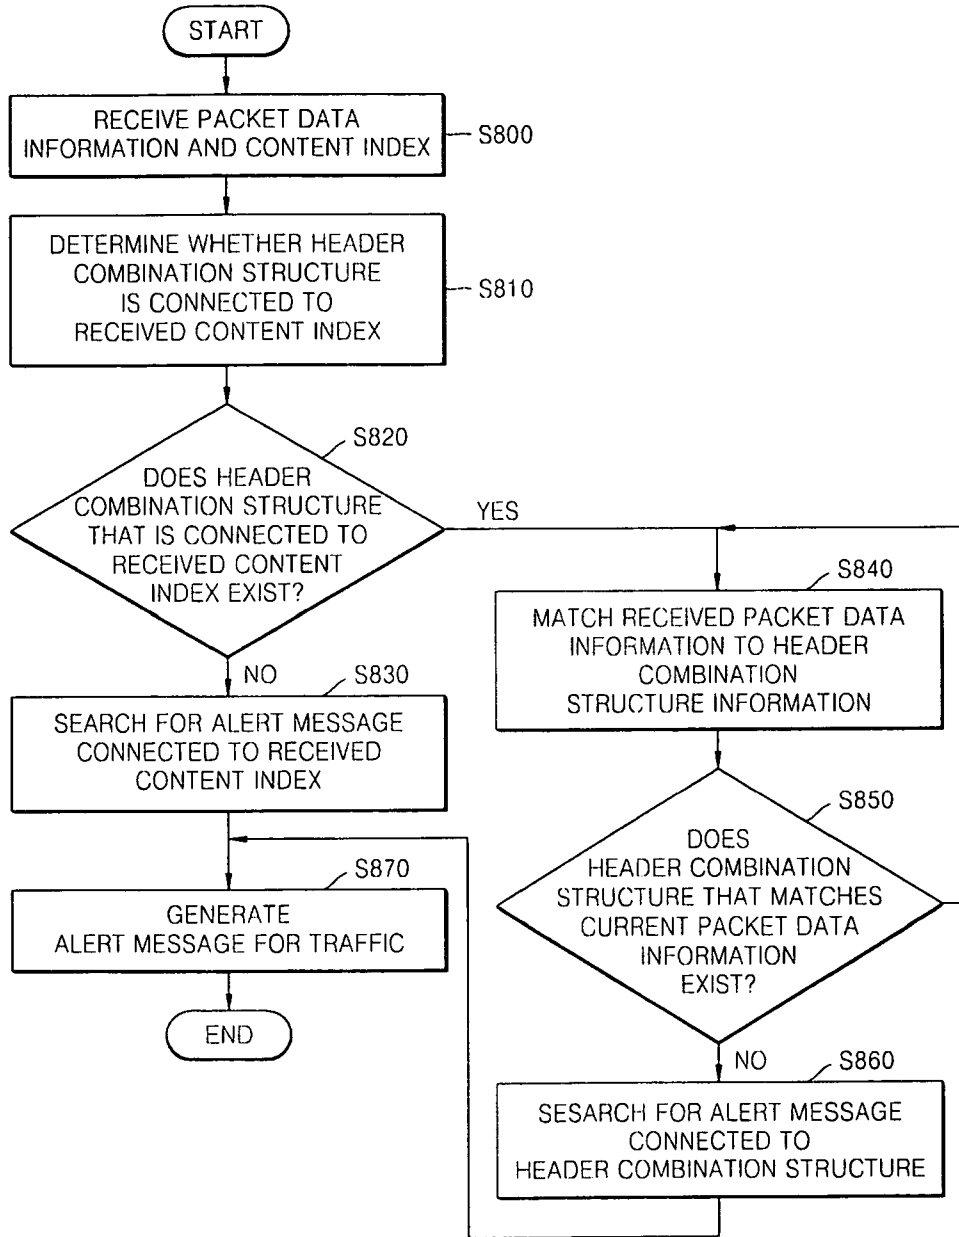 START
RECEIVE PACKET DATA
INFORMATION AND CONTENT INDEX
S800
DETERMINE WHETHER HEADER
COMBINATION STRUCTURE
IS CONNECTED TO
RECEIVED CONTENT INDEX
S810
S820
DOES HEADER
COMBINATION STRUCTURE
THAT IS CONNECTED TO
RECEIVED CONTENT
INDEX EXIST?
YES
NO
S830
SEARCH FOR ALERT MESSAGE
CONNECTED TO RECEIVED
CONTENT INDEX
S840
MATCH RECEIVED PACKET DATA
INFORMATION TO HEADER
COMBINATION
STRUCTURE INFORMATION
S850
DOES
HEADER COMBINATION
STRUCTURE THAT MATCHES
CURRENT PACKET DATA
INFORMATION
EXIST?
NO
S860
SESARCH FOR ALERT MESSAGE
CONNECTED TO
HEADER COMBINATION STRUCTURE
S870
GENERATE
ALERT MESSAGE FOR TRAFFIC
END